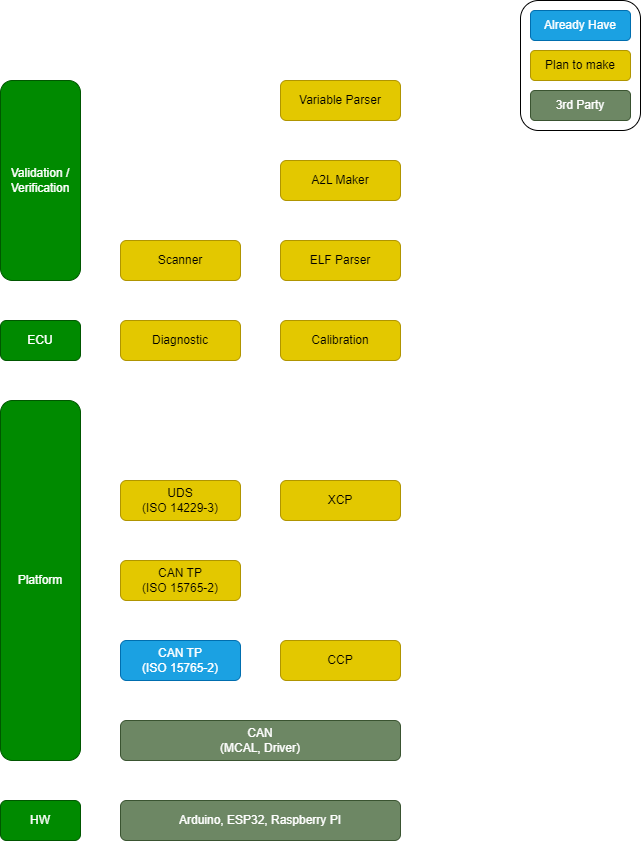 Already Have
Plan to make
3rd Party
Validation /
Verification
Variable Parser
A2L Maker
Scanner
ELF Parser
ECU
Diagnostic
Calibration
Platform
UDS
(ISO 14229-3)
XCP
CAN TP
(ISO 15765-2)
CAN TP
(ISO 15765-2)
CCP
CAN
(MCAL, Driver)
HW
Arduino, ESP32, Raspberry PI